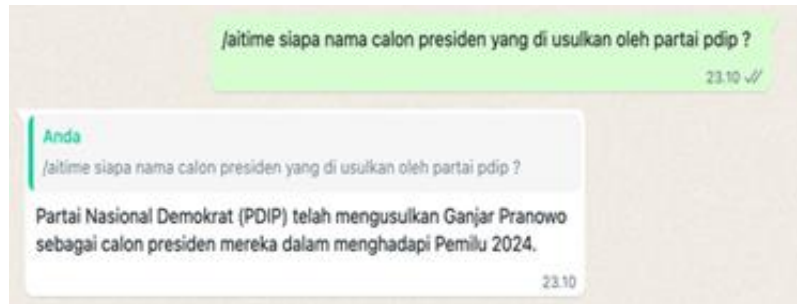 /aitime siapa nama calon presiden yang di usulkan oleh partai pdip ?
23.10
Anda
/aitime siapa nama calon presiden yang di usulkan oleh partai pdip ?
Partai Nasional Demokrat (PDIP) telah mengusulkan Ganjar Pranowo
sebagai calon presiden mereka dalam menghadapi Pemilu 2024.
23.10